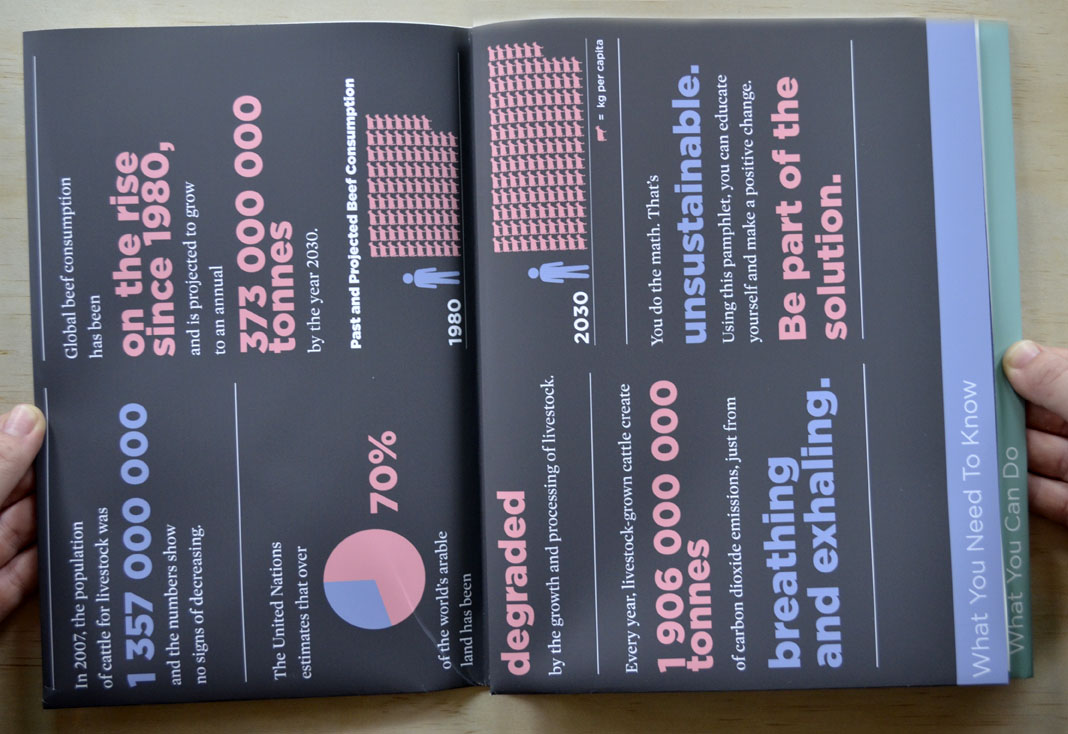 In 2007, the population
of cattle for livestock was
1 357 000 000
and the numbers show
no signs of decreasing.
The United Nations
estimates that over
70%
of the world's arable
land has been
degraded
by the growth and processing of livestock.
Every year, livestock-grown cattle create
1 906 000 000
tonnes
of carbon dioxide emissions, just from
breathing
and exhaling.
Global beef consumption
has been
on the rise
since 1980,
and is projected to grow
to an annual
373 000 000
tonnes
by the year 2030.
Past and Projected Beef Consumption
1980
2030
= kg per capita
You do the math. That's
unsustainable.
Using this pamphlet, you can educate
yourself and make a positive change.
Be part of the
solution.
What You Need To Know
What You Can Do